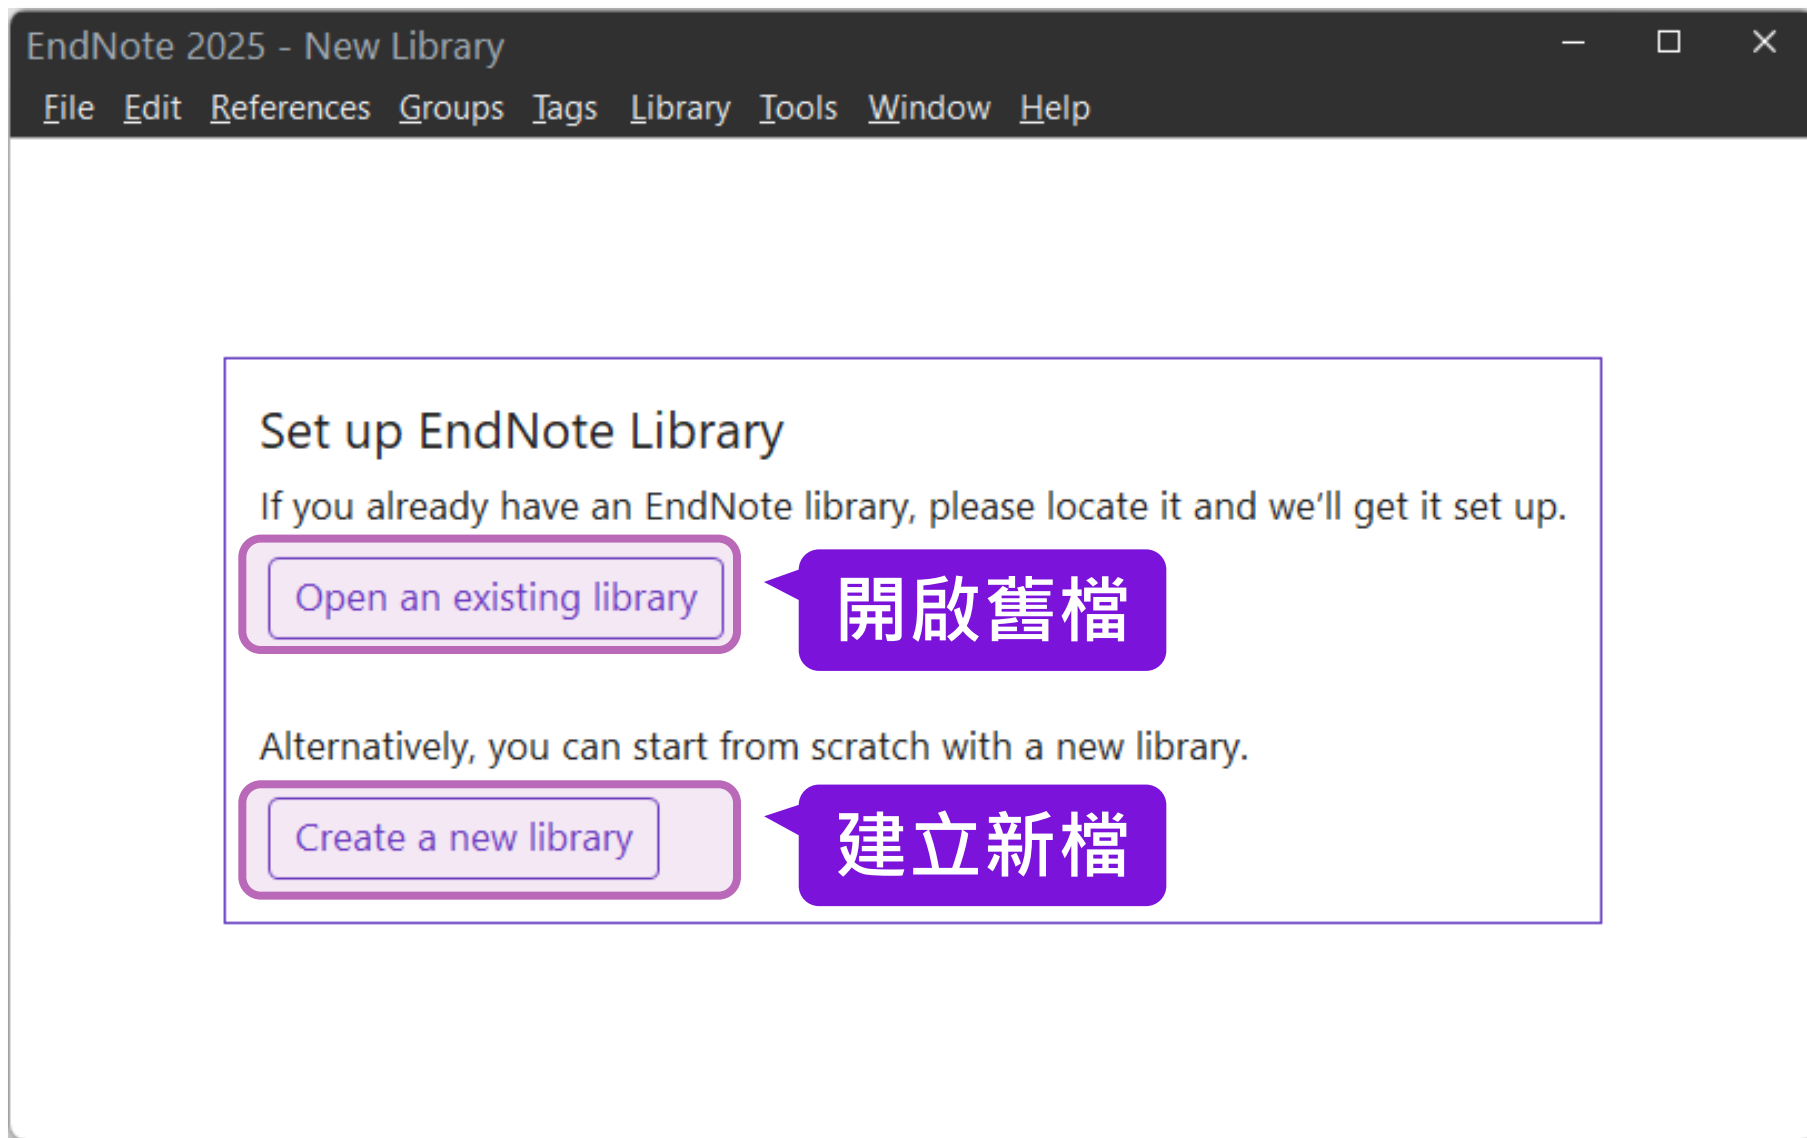 EndNote 2025 - New Library
File Edit References Groups Tags Library Tools Window Help
Set up EndNote Library
If you already have an EndNote library, please locate it and we’ll get it set up.
Open an existing library
開啟舊檔
Alternatively, you can start from scratch with a new library.
Create a new library
建立新檔